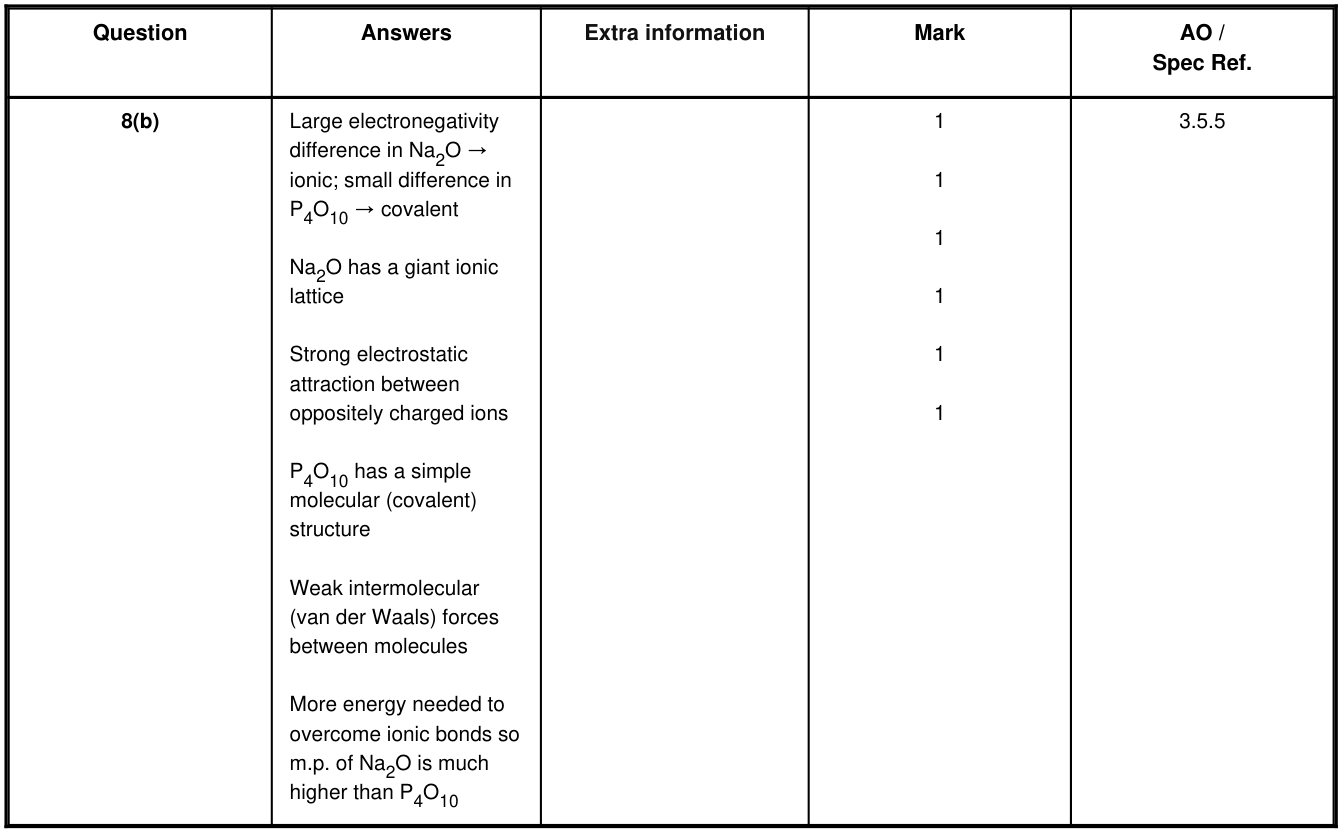 Question Answers Extra information Mark AO /
Spec Ref.
8(b) Large electronegativity 1 3.5.5
difference in Na₂O →
ionic; small difference in 1
P₄O₁₀ → covalent
1
Na₂O has a giant ionic
lattice 1
Strong electrostatic 1
attraction between
oppositely charged ions 1
P₄O₁₀ has a simple
molecular (covalent)
structure
Weak intermolecular
(van der Waals) forces
between molecules
More energy needed to
overcome ionic bonds so
m.p. of Na₂O is much
higher than P₄O₁₀